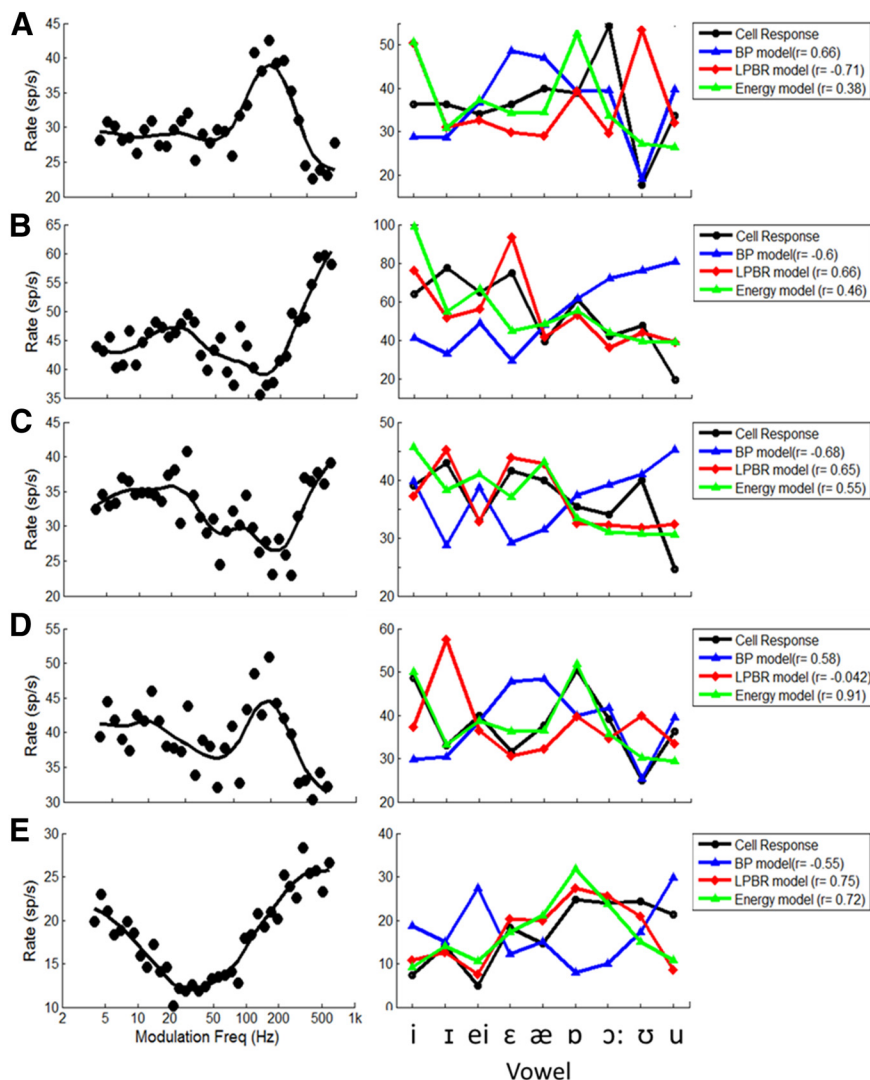 A
45
40
35
30
25
20
Rate (sp/s)
50
40
30
20
Cell Response
BP model(r= 0.66)
LPBR model (r= -0.71)
Energy model (r= 0.38)
B
65
60
55
50
45
40
35
Rate (sp/s)
100
80
60
40
20
Cell Response
BP model(r= -0.6)
LPBR model (r= 0.66)
Energy model (r= 0.46)
C
45
40
35
30
25
20
Rate (sp/s)
50
40
30
20
Cell Response
BP model(r= -0.68)
LPBR model (r= 0.65)
Energy model (r= 0.55)
D
55
50
45
40
35
30
Rate (sp/s)
60
50
40
30
20
Cell Response
BP model(r= 0.58)
LPBR model (r= -0.042)
Energy model (r= 0.91)
E
30
25
20
15
10
Rate (sp/s)
2 5 10 20 50 100 200 500 1k
Modulation Freq (Hz)
40
30
20
10
0
Cell Response
BP model(r= -0.55)
LPBR model (r= 0.75)
Energy model (r= 0.72)
i ɪ ei ɛ æ ɒ ɔ: ʊ u
Vowel